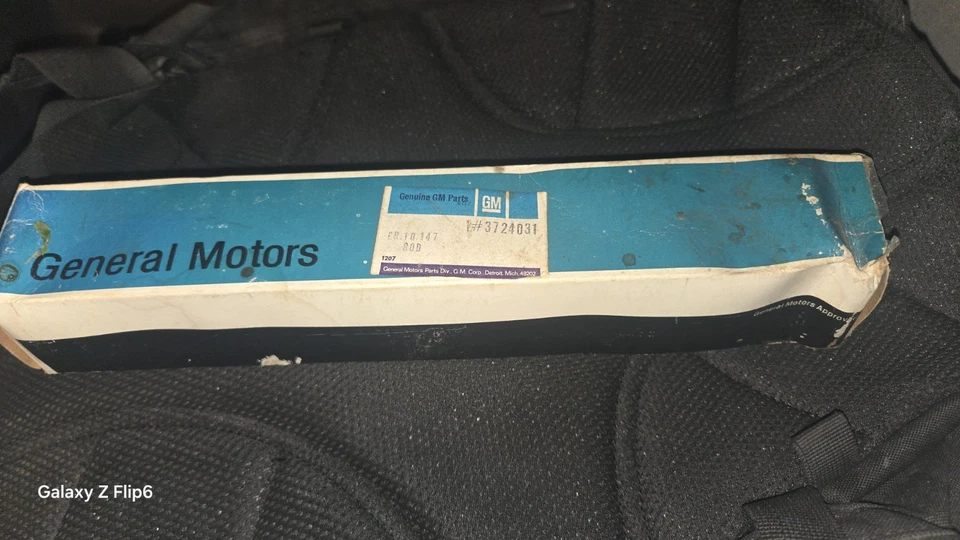 Genuine GM Parts
GM
1#3724031
General Motors
ROD
1207
General Motors Parts Div., G.M. Corp. Detroit, Mich. 48202
General Motors Approv
Galaxy Z Flip6